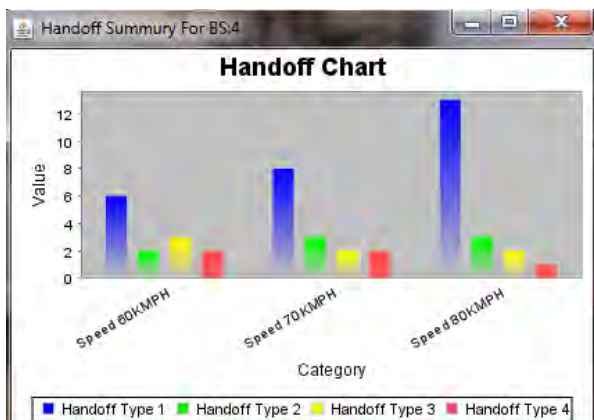 Handoff Summury For BS:4
Handoff Chart
Value
12
10
8
6
4
2
0
Speed 60KMPH
Speed 70KMPH
Speed 80KMPH
Category
Handoff Type 1
Handoff Type 2
Handoff Type 3
Handoff Type 4